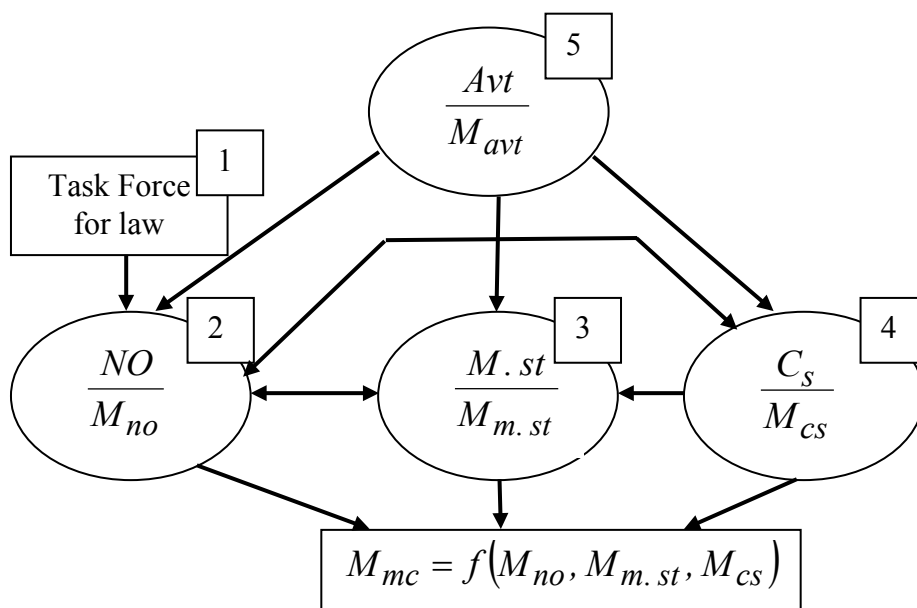 5
Avt
M_avt
1
Task Force
for law
2
NO
M_no
3
M. st
M_m. st
4
C_s
M_cs
M_mc = f(M_no, M_m. st, M_cs)